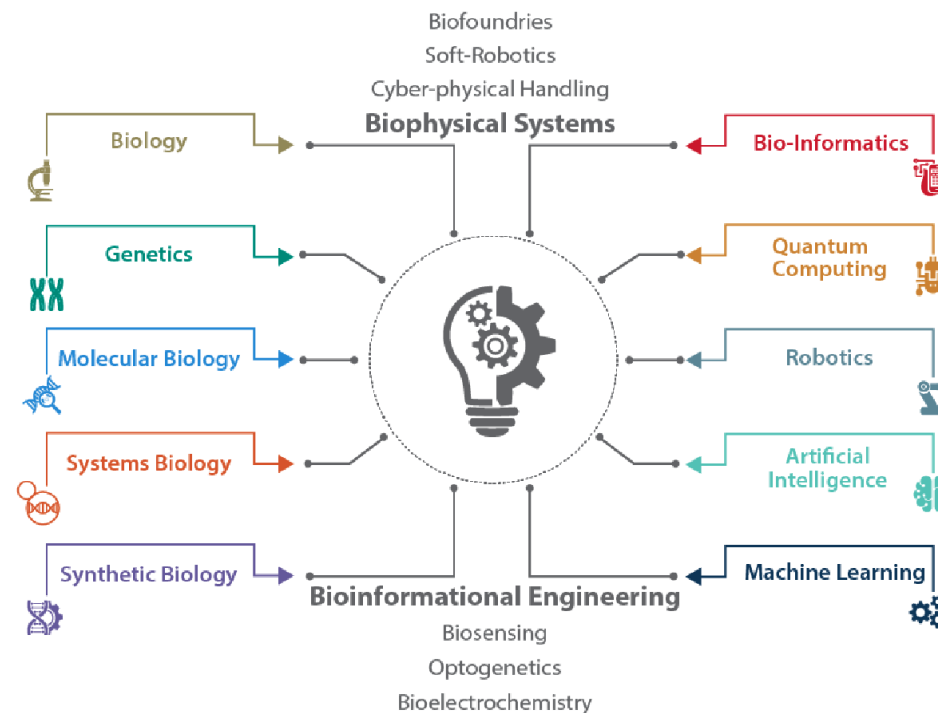 Biofoundries
Soft-Robotics
Cyber-physical Handling
Biophysical Systems
Biology
Genetics
Molecular Biology
Systems Biology
Synthetic Biology
Bio-Informatics
Quantum
Computing
Robotics
Artificial
Intelligence
Machine Learning
Bioinformational Engineering
Biosensing
Optogenetics
Bioelectrochemistry